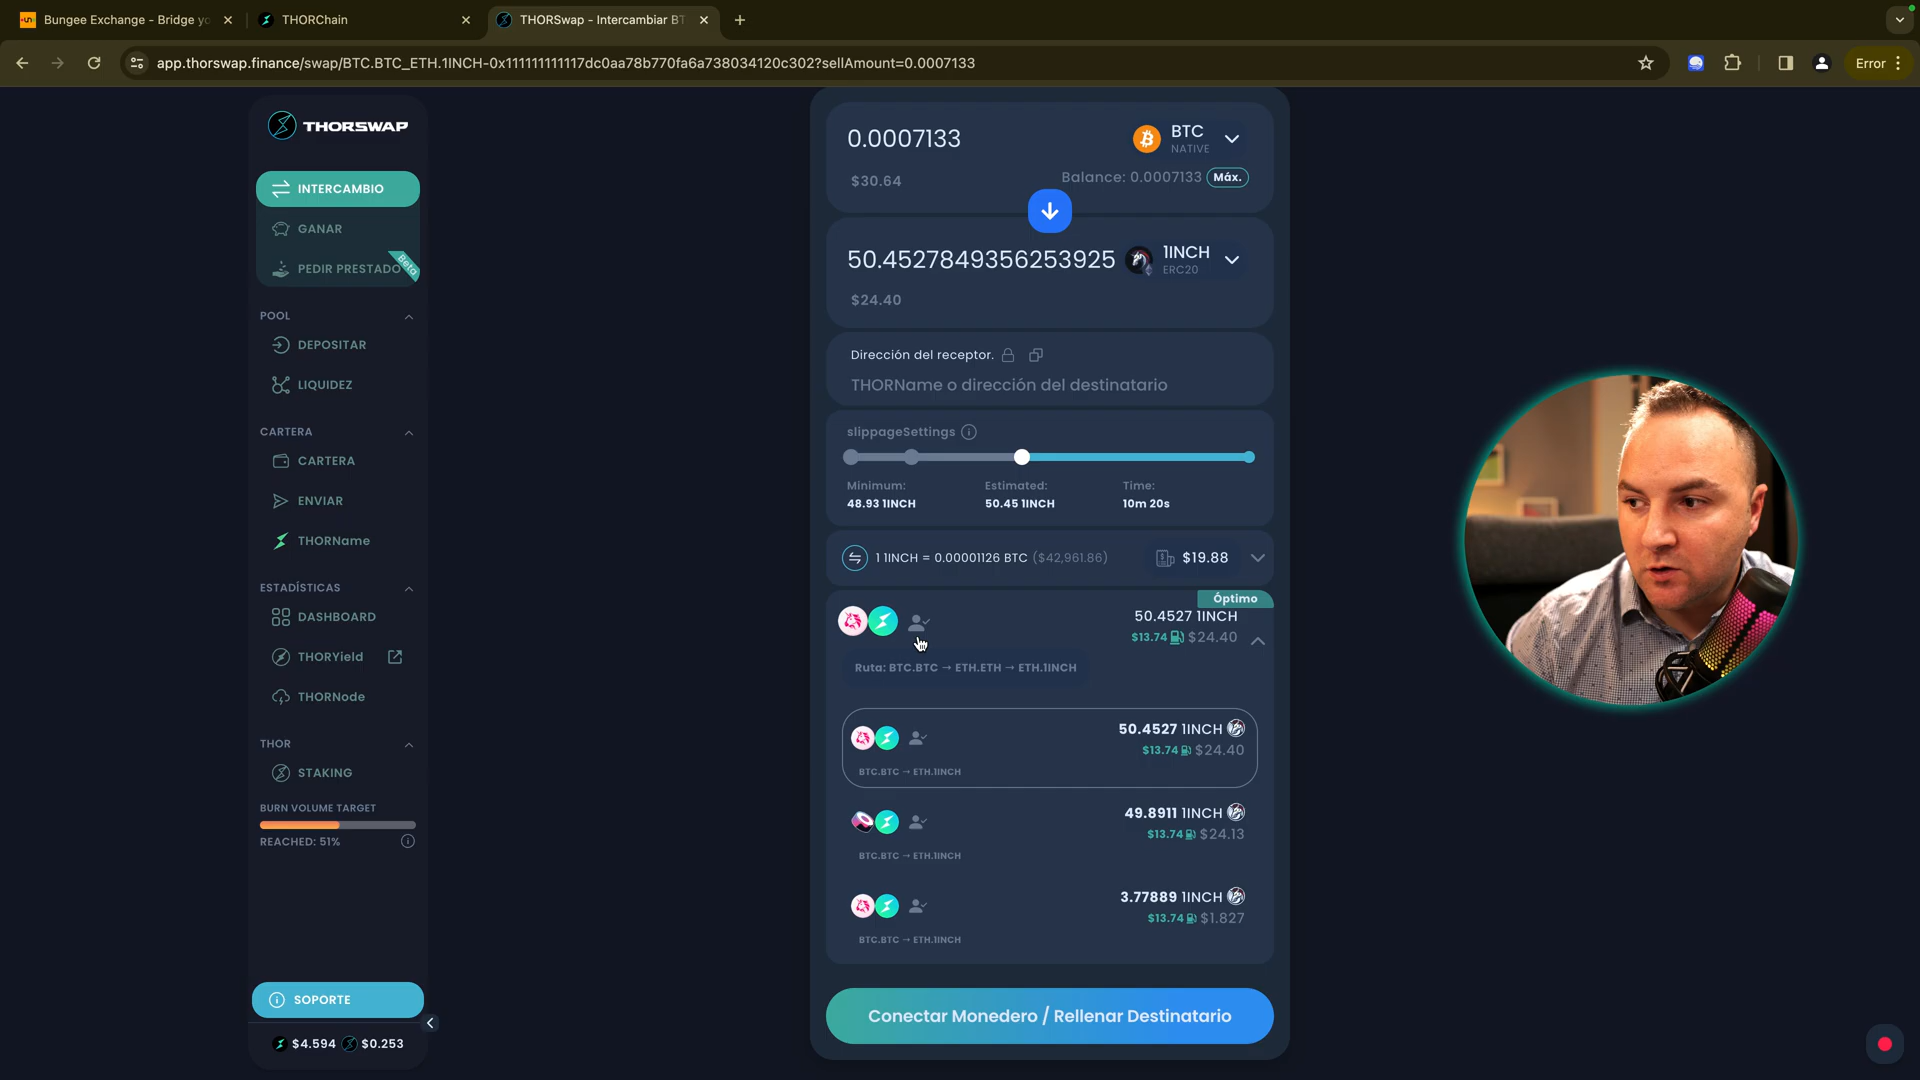 Bungee Exchange - Bridge yo
THORChain
THORSwap - Intercambiar BT
app.thorswap.finance/swap/BTC.BTC_ETH.1INCH-0x111111111117dc0aa78b770fa6a738034120c302?sellAmount=0.0007133
Error
THORSWAP
INTERCAMBIO
GANAR
PEDIR PRESTADO
Beta
POOL
DEPOSITAR
LIQUIDEZ
CARTERA
CARTERA
ENVIAR
THORName
ESTADÍSTICAS
DASHBOARD
THORYield
THORNode
THOR
STAKING
BURN VOLUME TARGET
REACHED: 51%
SOPORTE
$4.594 $0.253
0.0007133
BTC
NATIVE
$30.64
Balance: 0.0007133 Máx.
50.4527849356253925
1INCH
ERC20
$24.40
Dirección del receptor.
THORName o dirección del destinatario
slippageSettings
Minimum: Estimated: Time:
48.93 1INCH 50.45 1INCH 10m 20s
1 1INCH = 0.00001126 BTC ($42,961.86) $19.88
Óptimo
50.4527 1INCH
$13.74 $24.40
Ruta: BTC.BTC → ETH.ETH → ETH.1INCH
50.4527 1INCH
$13.74 $24.40
BTC.BTC → ETH.1INCH
49.8911 1INCH
$13.74 $24.13
BTC.BTC → ETH.1INCH
3.77889 1INCH
$13.74 $1.827
BTC.BTC → ETH.1INCH
Conectar Monedero / Rellenar Destinatario